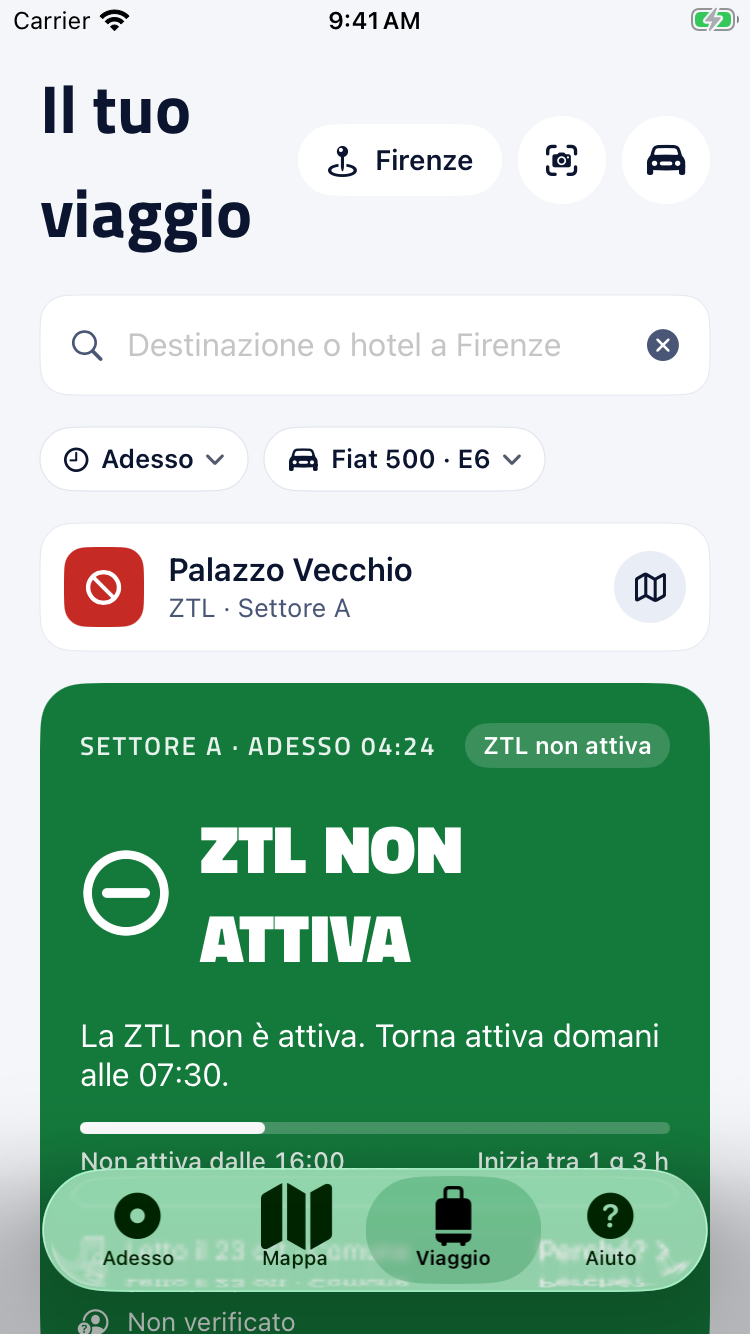 Carrier 9:41 AM
Il tuo
viaggio
Firenze
Destinazione o hotel a Firenze
Adesso
Fiat 500 · E6
Palazzo Vecchio
ZTL · Settore A
SETTORE A · ADESSO 04:24
ZTL non attiva
ZTL NON
ATTIVA
La ZTL non è attiva. Torna attiva domani
alle 07:30.
Non attiva dalle 16:00
Inizia tra 1 g 3 h
Adesso
Mappa
Viaggio
? Aiuto
Non verificato